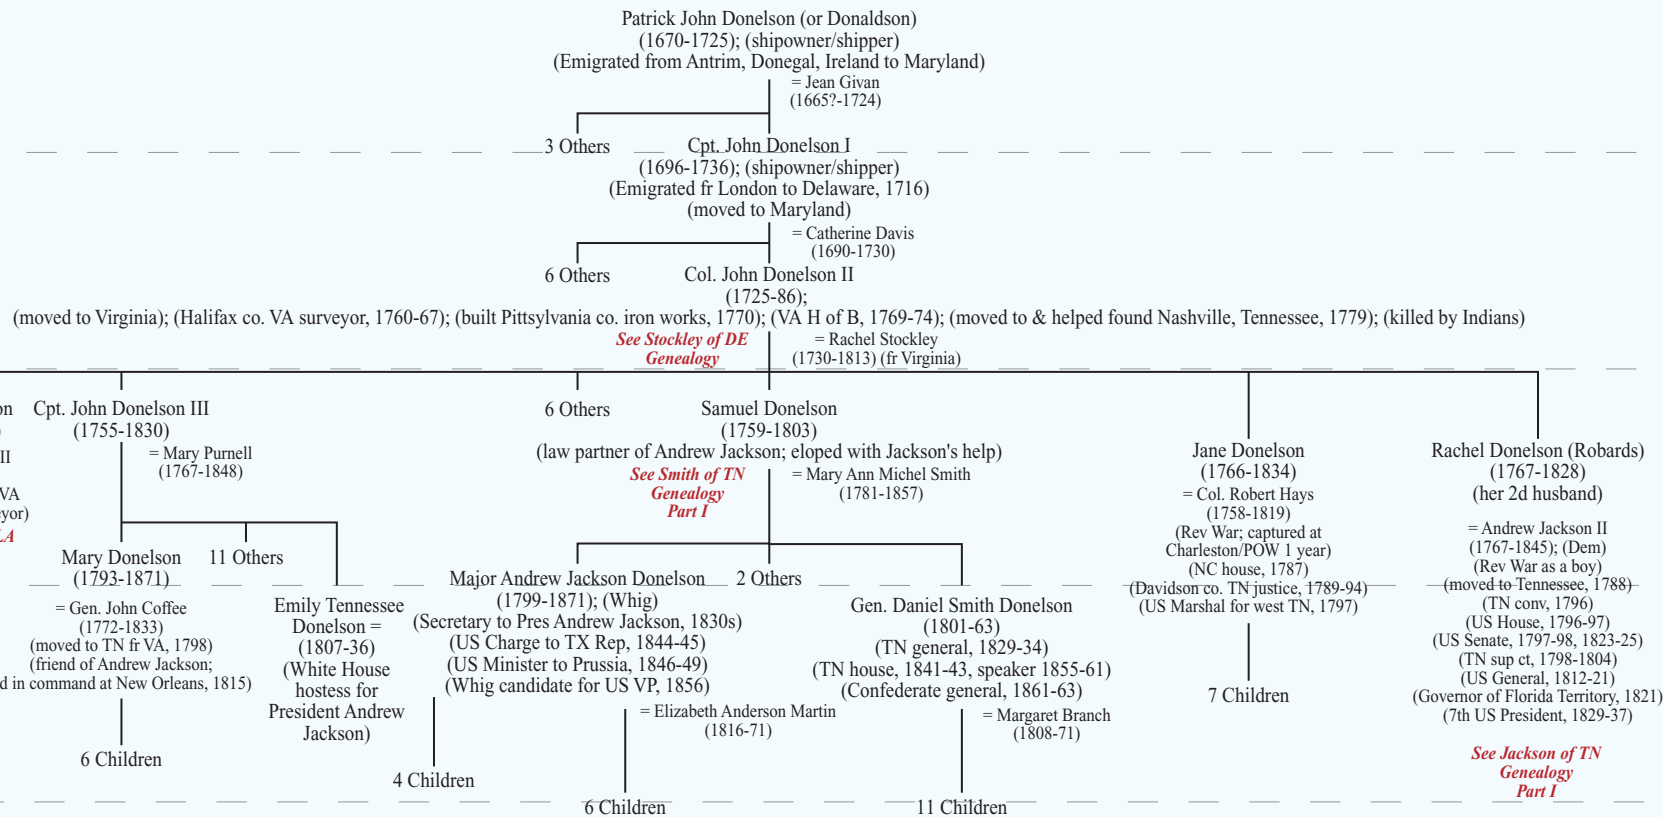 Patrick John Donelson (or Donaldson)
(1670-1725); (shipowner/shipper)
(Emigrated from Antrim, Donegal, Ireland to Maryland)
= Jean Givan
(1665?-1724)
3 Others
Cpt. John Donelson I
(1696-1736); (shipowner/shipper)
(Emigrated fr London to Delaware, 1716)
(moved to Maryland)
= Catherine Davis
(1690-1730)
6 Others
Col. John Donelson II
(1725-86);
(moved to Virginia); (Halifax co. VA surveyor, 1760-67); (built Pittsylvania co. iron works, 1770); (VA H of B, 1769-74); (moved to & helped found Nashville, Tennessee, 1779); (killed by Indians)
See Stockley of DE
Genealogy
= Rachel Stockley
(1730-1813) (fr Virginia)
on
)
II
VA
eyor)
LA
Cpt. John Donelson III
(1755-1830)
= Mary Purnell
(1767-1848)
6 Others
Samuel Donelson
(1759-1803)
(law partner of Andrew Jackson; eloped with Jackson's help)
See Smith of TN
Genealogy
Part I
= Mary Ann Michel Smith
(1781-1857)
Jane Donelson
(1766-1834)
= Col. Robert Hays
(1758-1819)
(Rev War; captured at
Charleston/POW 1 year)
(NC house, 1787)
(Davidson co. TN justice, 1789-94)
(US Marshal for west TN, 1797)
7 Children
Rachel Donelson (Robards)
(1767-1828)
(her 2d husband)
= Andrew Jackson II
(1767-1845); (Dem)
(Rev War as a boy)
(moved to Tennessee, 1788)
(TN conv, 1796)
(US House, 1796-97)
(US Senate, 1797-98, 1823-25)
(TN sup ct, 1798-1804)
(US General, 1812-21)
(Governor of Florida Territory, 1821)
(7th US President, 1829-37)
See Jackson of TN
Genealogy
Part I
Mary Donelson
(1793-1871)
= Gen. John Coffee
(1772-1833)
(moved to TN fr VA, 1798)
(friend of Andrew Jackson;
d in command at New Orleans, 1815)
6 Children
11 Others
Emily Tennessee
Donelson =
(1807-36)
(White House
hostess for
President Andrew
Jackson)
Major Andrew Jackson Donelson
(1799-1871); (Whig)
(Secretary to Pres Andrew Jackson, 1830s)
(US Charge to TX Rep, 1844-45)
(US Minister to Prussia, 1846-49)
(Whig candidate for US VP, 1856)
= Elizabeth Anderson Martin
(1816-71)
4 Children
6 Children
2 Others
Gen. Daniel Smith Donelson
(1801-63)
(TN general, 1829-34)
(TN house, 1841-43, speaker 1855-61)
(Confederate general, 1861-63)
= Margaret Branch
(1808-71)
11 Children